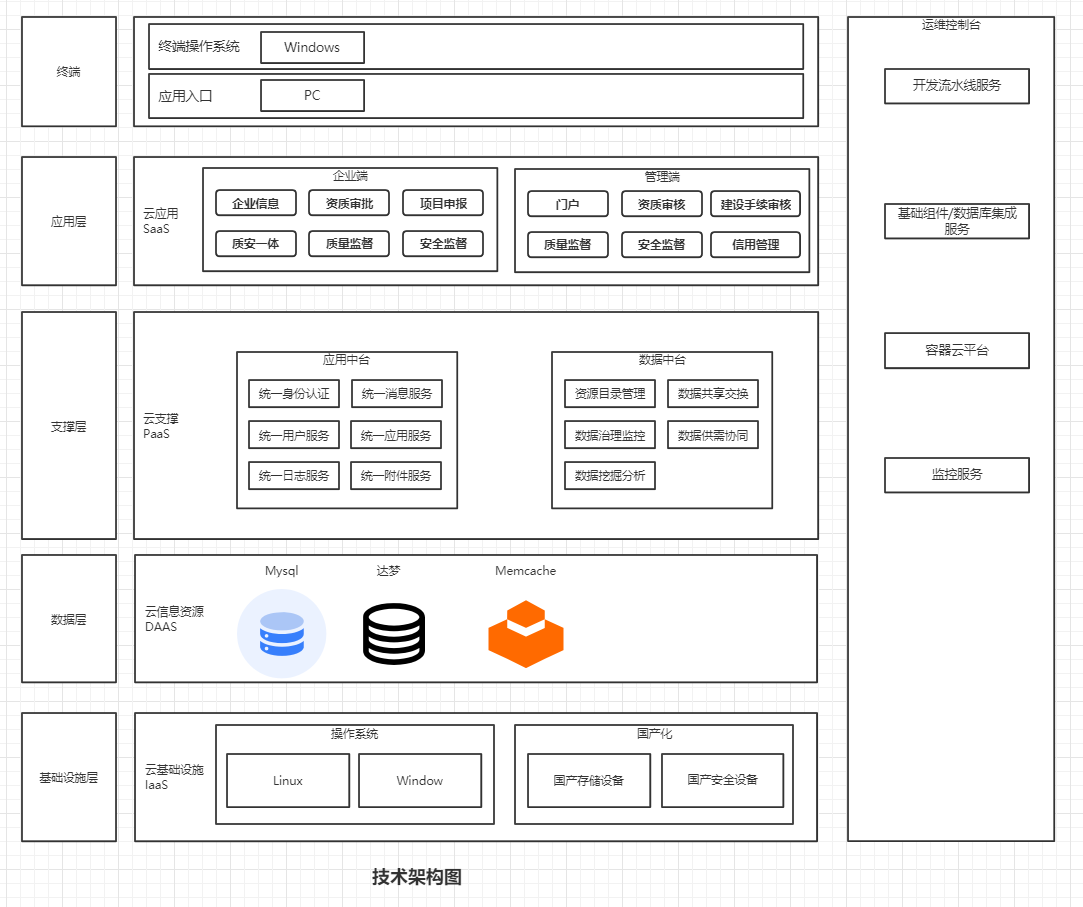 终端
终端操作系统
Windows
应用入口
PC
应用层
云应用
SaaS
企业端
企业信息
资质审批
项目申报
质安一体
质量监督
安全监督
管理端
门户
资质审核
建设手续审核
质量监督
安全监督
信用管理
支撑层
云支撑
PaaS
应用中台
统一身份认证
统一消息服务
统一用户服务
统一应用服务
统一日志服务
统一附件服务
数据中台
资源目录管理
数据共享交换
数据治理监控
数据供需协同
数据挖掘分析
数据层
云信息资源
DAAS
Mysql
达梦
Memcache
基础设施层
云基础设施
IaaS
操作系统
Linux
Window
国产化
国产存储设备
国产安全设备
运维控制台
开发流水线服务
基础组件/数据库集成
服务
容器云平台
监控服务
技术架构图